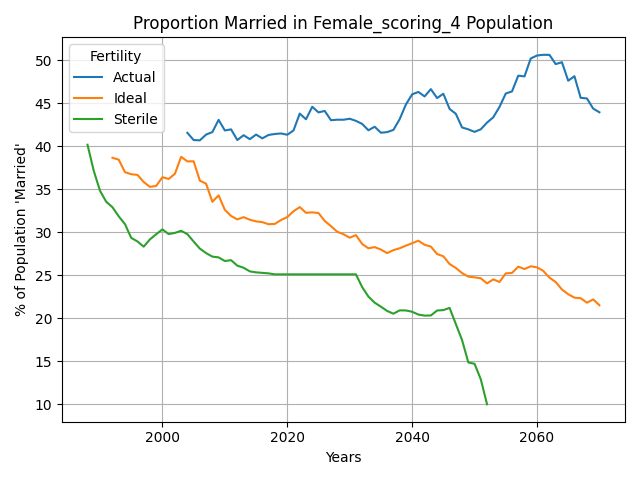 Proportion Married in Female_scoring_4 Population
Fertility
Actual
Ideal
Sterile
% of Population 'Married'
50
45
40
35
30
25
20
15
10
2000
2020
2040
2060
Years